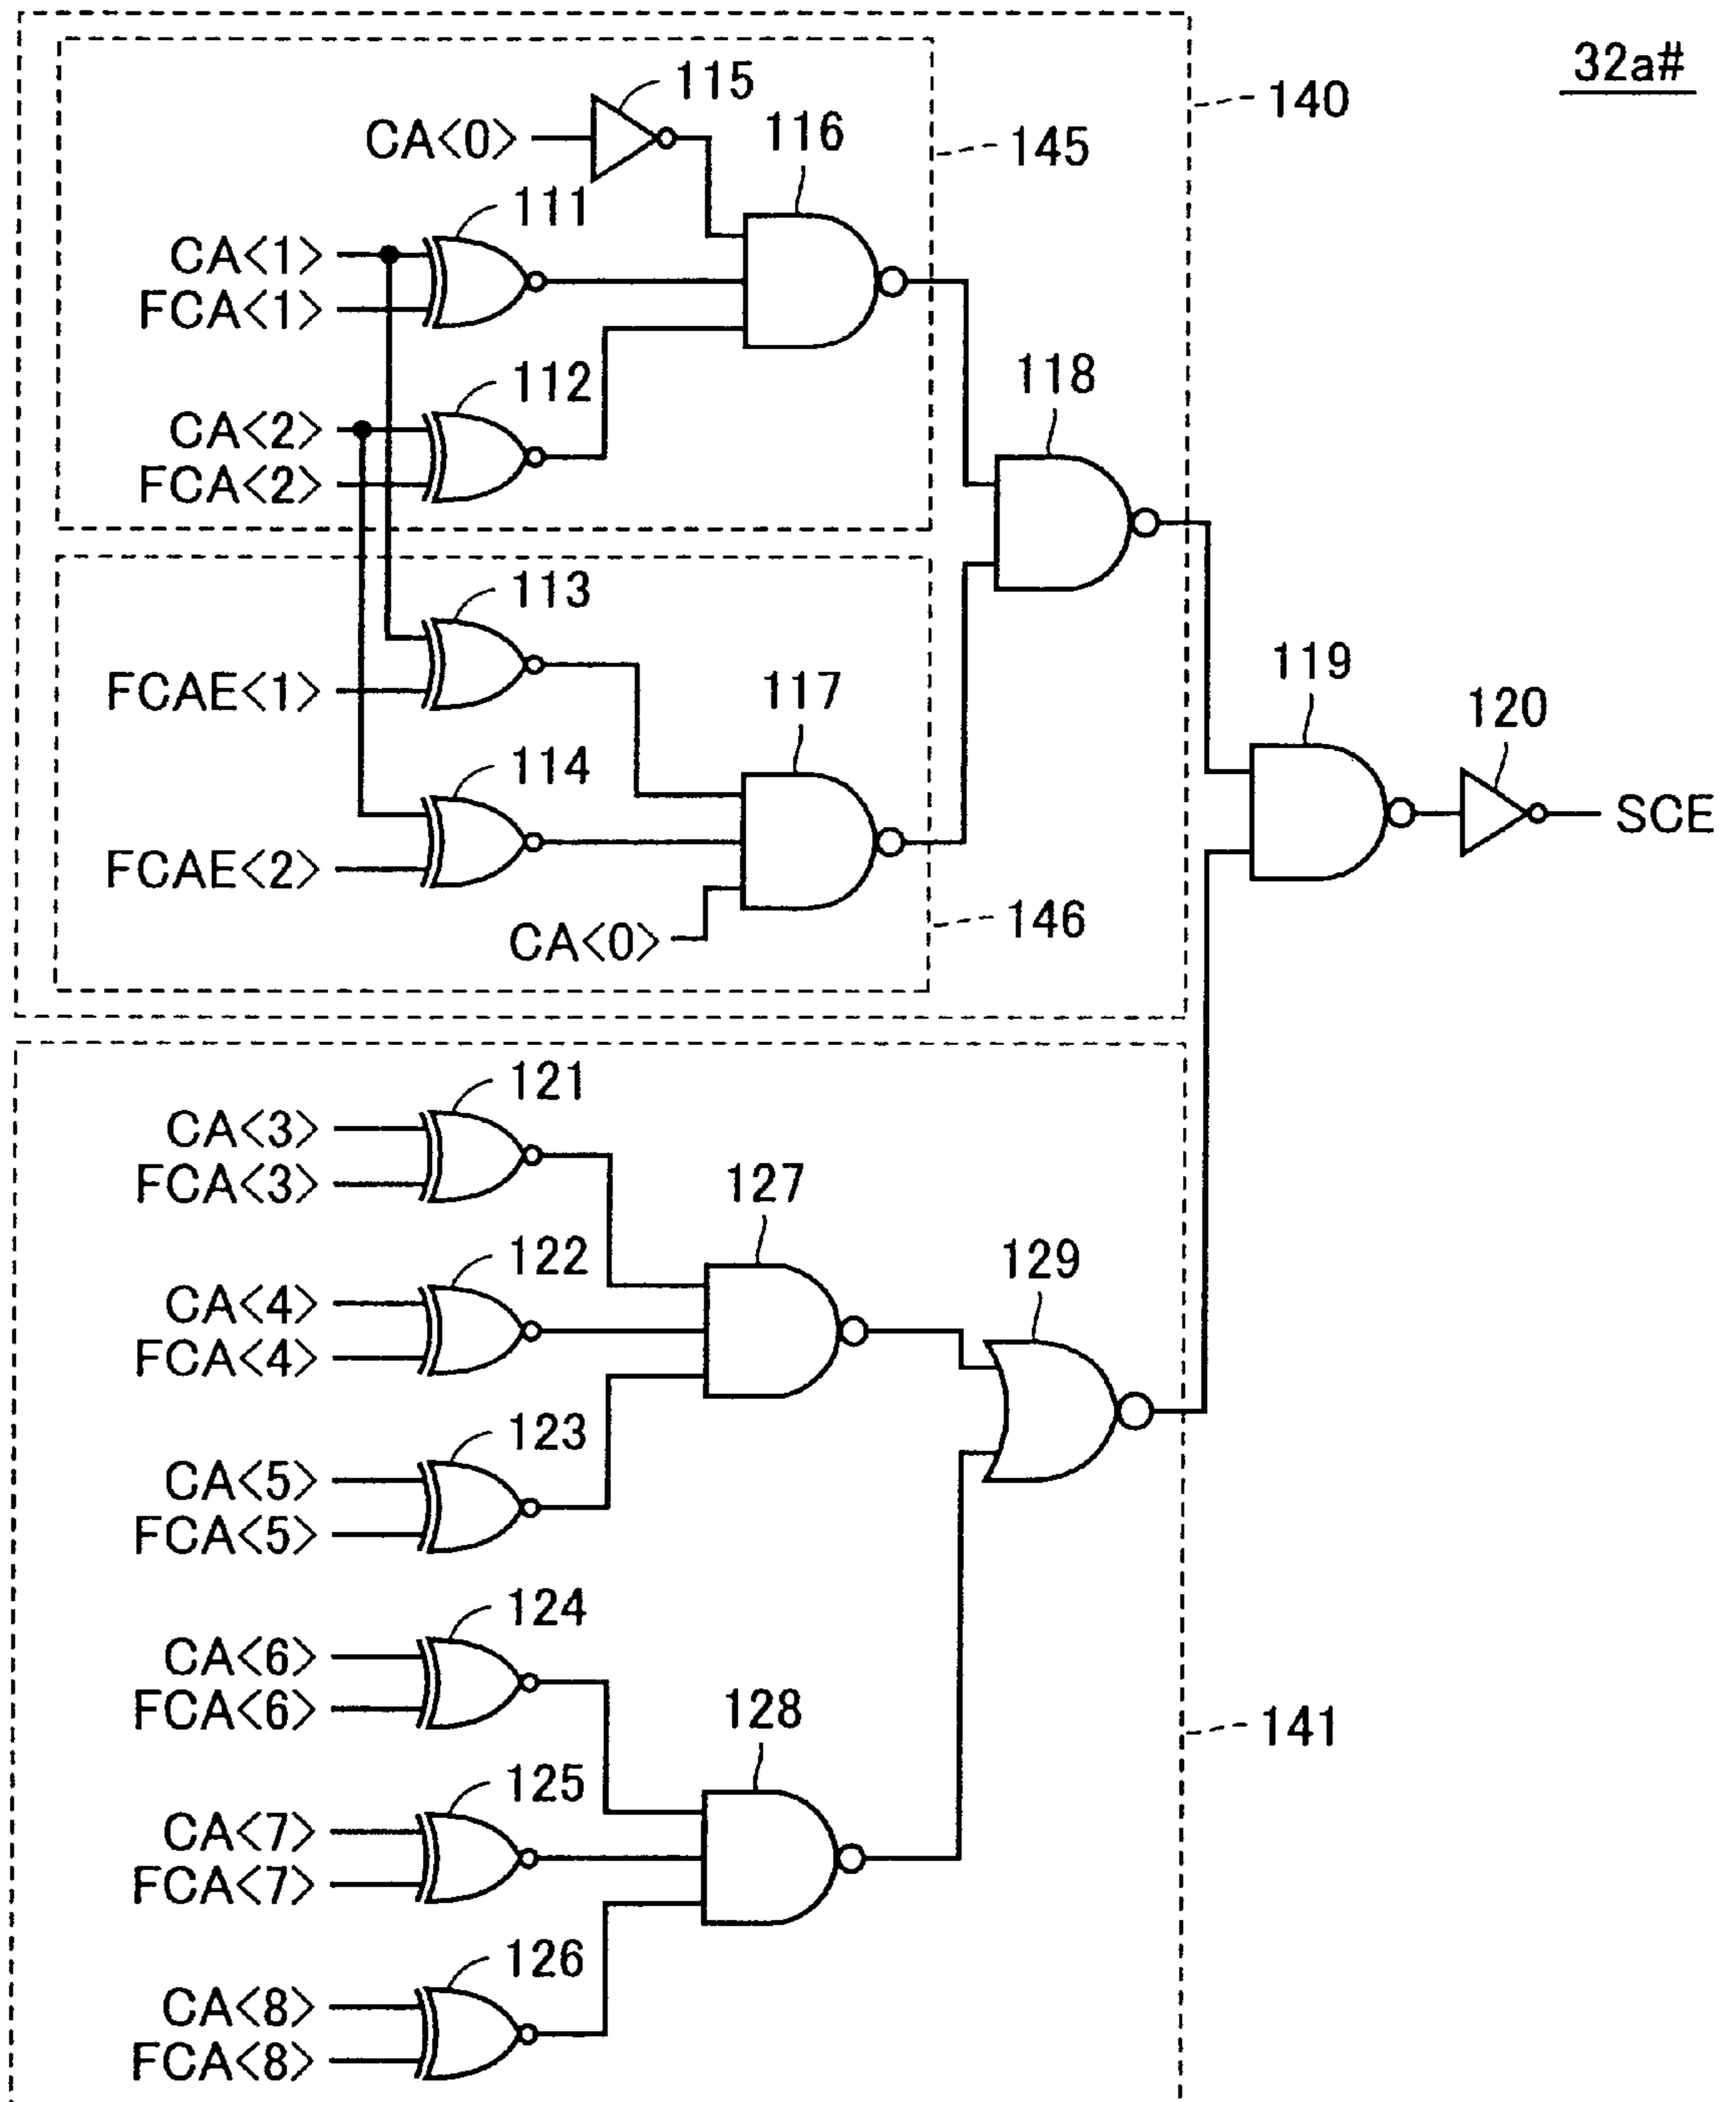 32a#
140
115
CA<0>
116
145
111
CA<1>
FCA<1>
112
CA<2>
FCA<2>
118
113
FCAE<1>
117
119
120
114
SCE
FCAE<2>
146
CA<0>
121
CA<3>
FCA<3>
127
122
129
CA<4>
FCA<4>
123
CA<5>
FCA<5>
124
CA<6>
FCA<6>
128
141
125
CA<7>
FCA<7>
126
CA<8>
FCA<8>